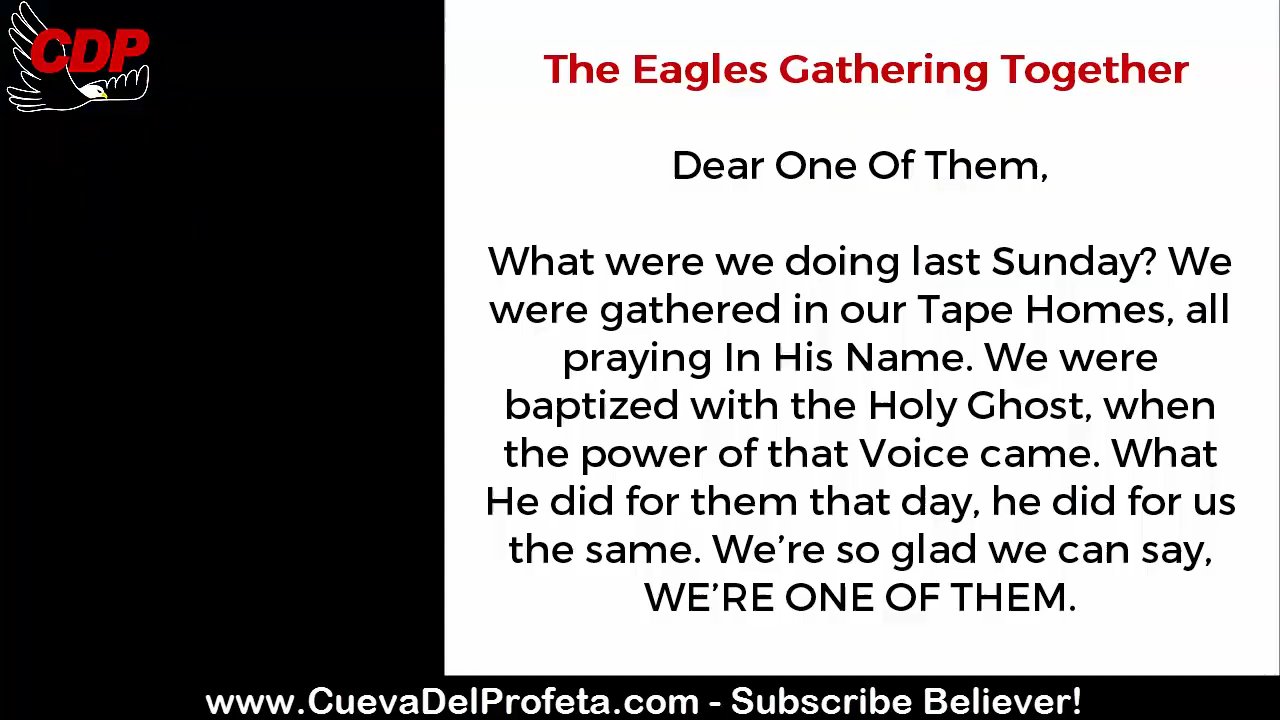 CDP
The Eagles Gathering Together
Dear One Of Them,
What were we doing last Sunday? We
were gathered in our Tape Homes, all
praying In His Name. We were
baptized with the Holy Ghost, when
the power of that Voice came. What
He did for them that day, he did for us
the same. We’re so glad we can say,
WE’RE ONE OF THEM.
www.CuevaDelProfeta.com - Subscribe Believer!